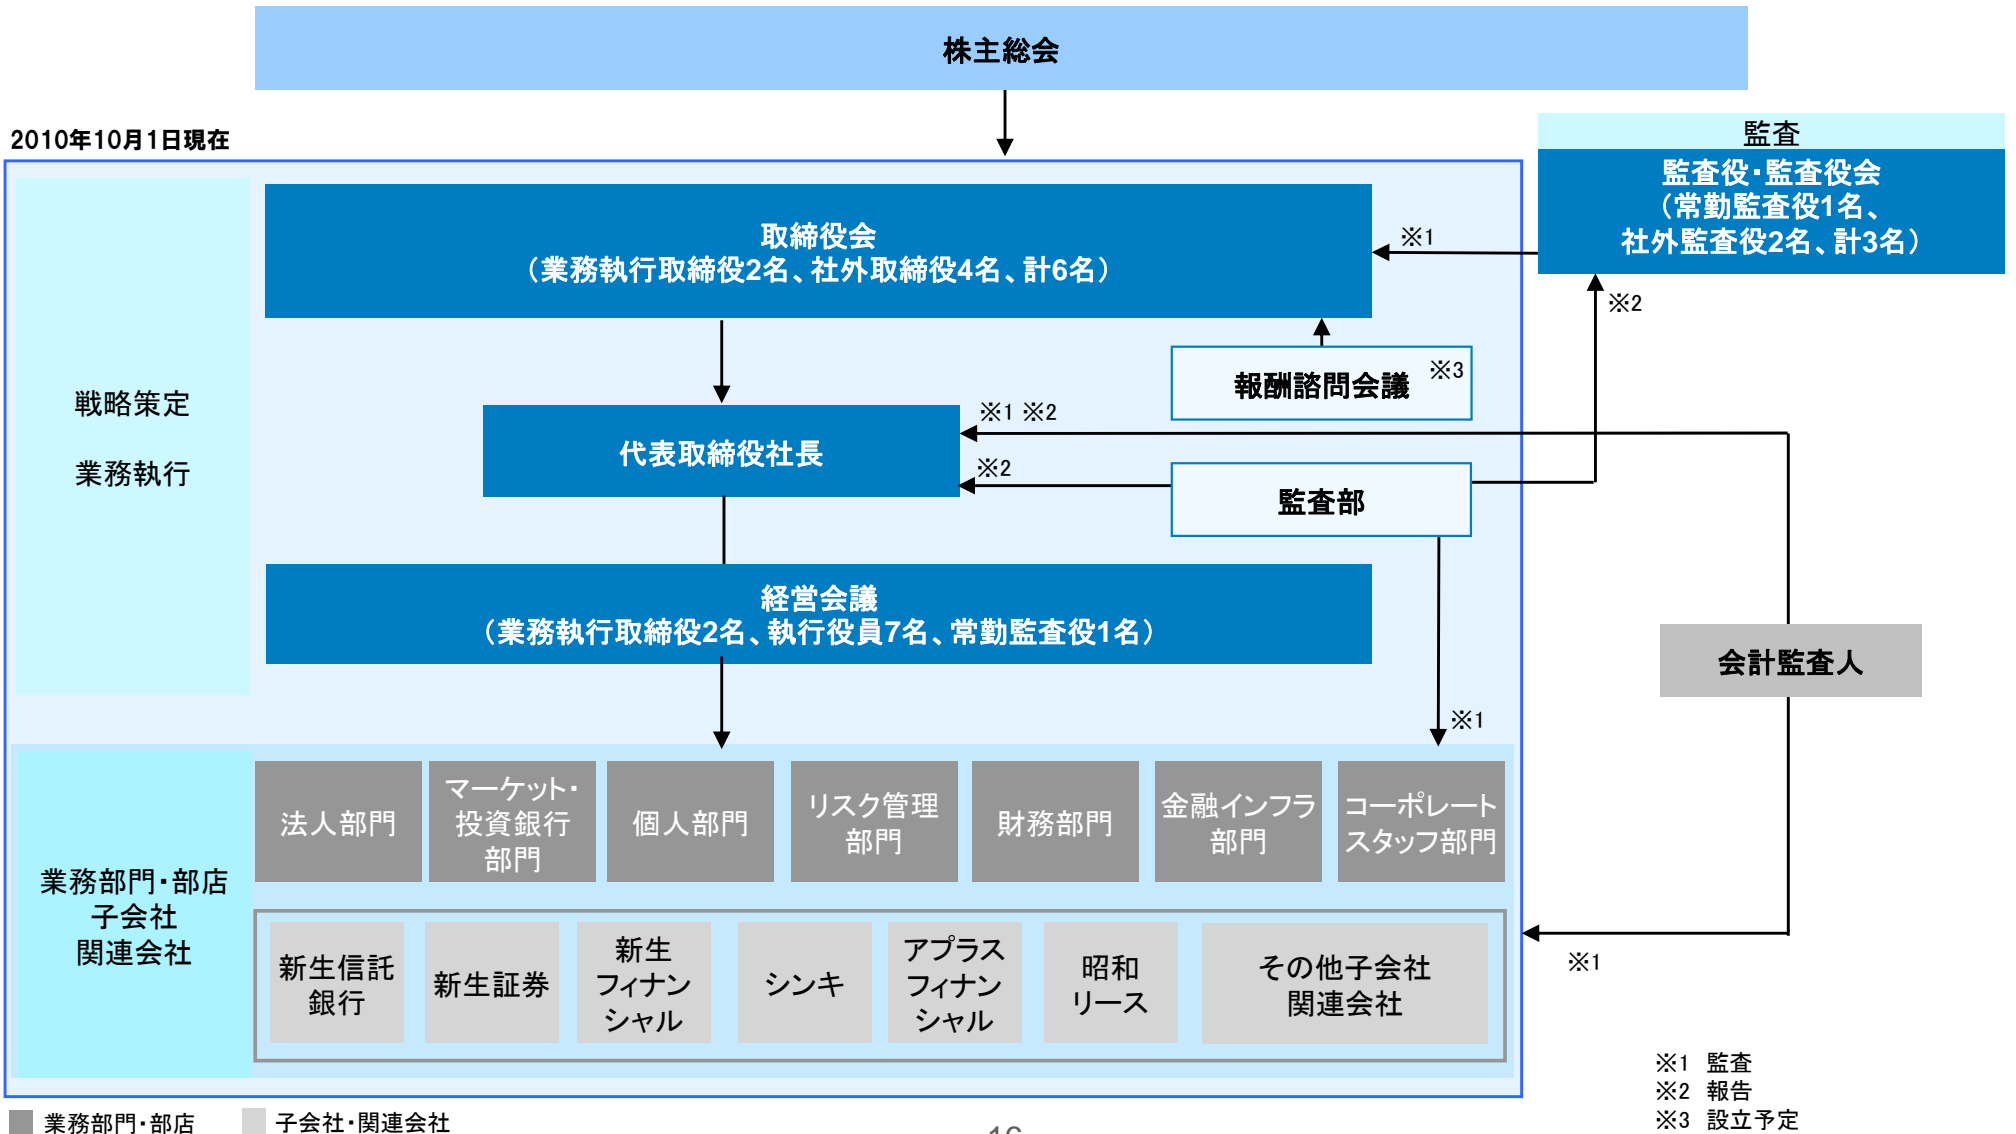 株主総会
2010年10月1日現在
監査
監査役・監査役会
（常勤監査役1名、
社外監査役2名、計3名）
取締役会
（業務執行取締役2名、社外取締役4名、計6名）
※1
※2
報酬諮問会議
※3
戦略策定
業務執行
代表取締役社長
※1 ※2
※2
監査部
経営会議
（業務執行取締役2名、執行役員7名、常勤監査役1名）
会計監査人
※1
法人部門
マーケット・
投資銀行
部門
個人部門
リスク管理
部門
財務部門
金融インフラ
部門
コーポレート
スタッフ部門
業務部門・部店
子会社
関連会社
新生信託
銀行
新生証券
新生
フィナン
シャル
シンキ
アプラス
フィナン
シャル
昭和
リース
その他子会社
関連会社
※1
※1 監査
※2 報告
※3 設立予定
業務部門・部店
子会社・関連会社
16